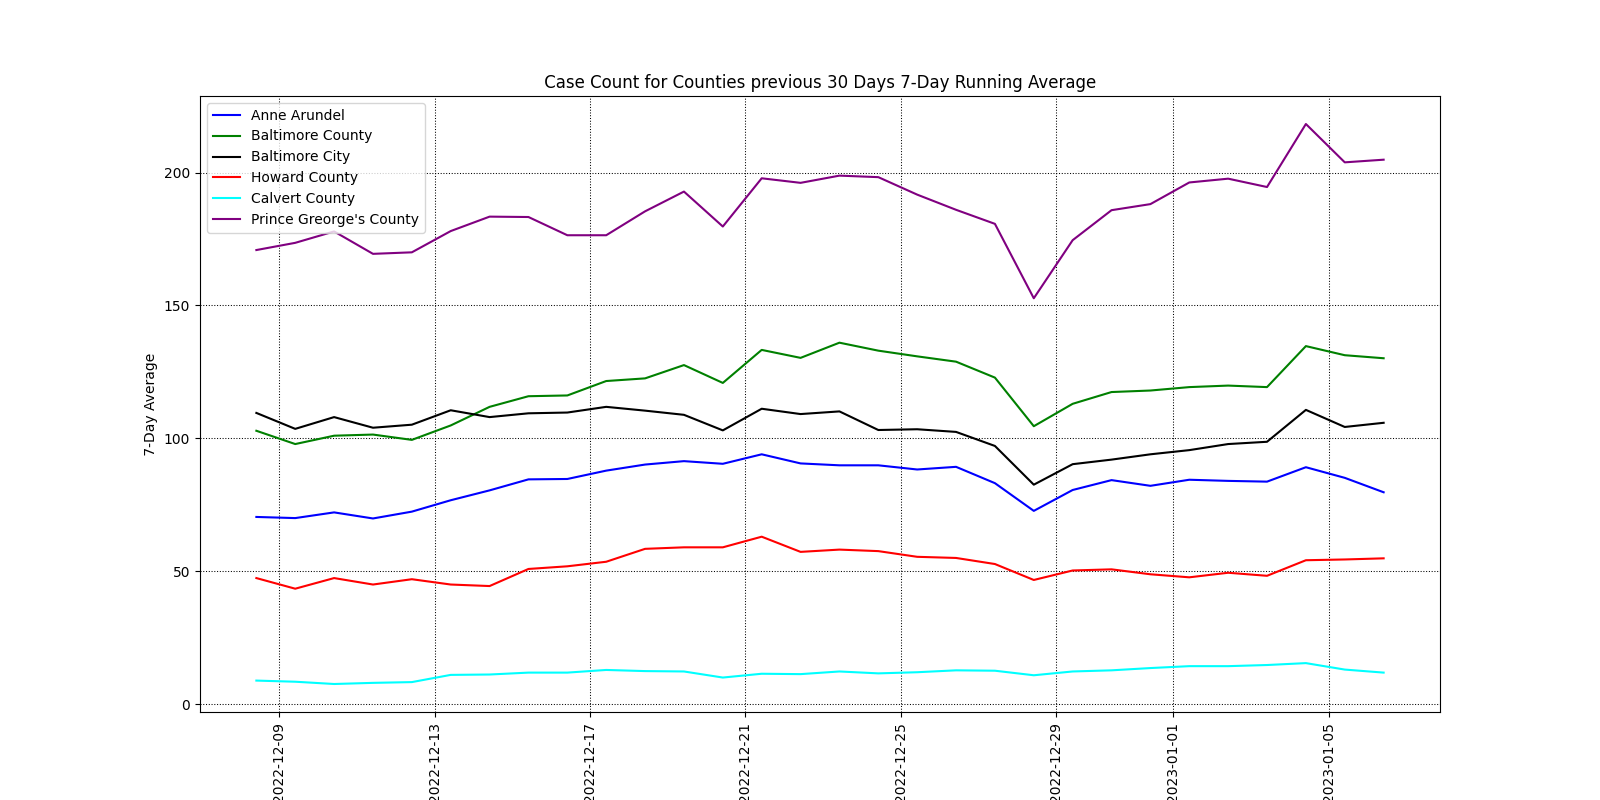 Case Count for Counties previous 30 Days 7-Day Running Average
Anne Arundel
Baltimore County
Baltimore City
Howard County
Calvert County
Prince Greorge's County
7-Day Average
200
150
100
50
0
2022-12-09
2022-12-13
2022-12-17
2022-12-21
2022-12-25
2022-12-29
2023-01-01
2023-01-05